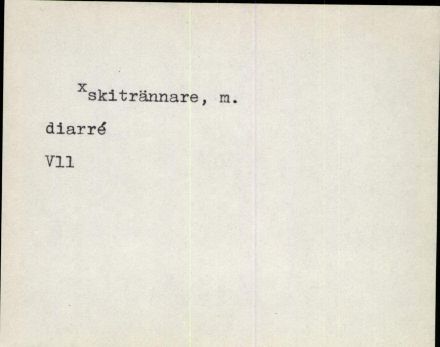 xskitrännare, m.
diarré
Vll